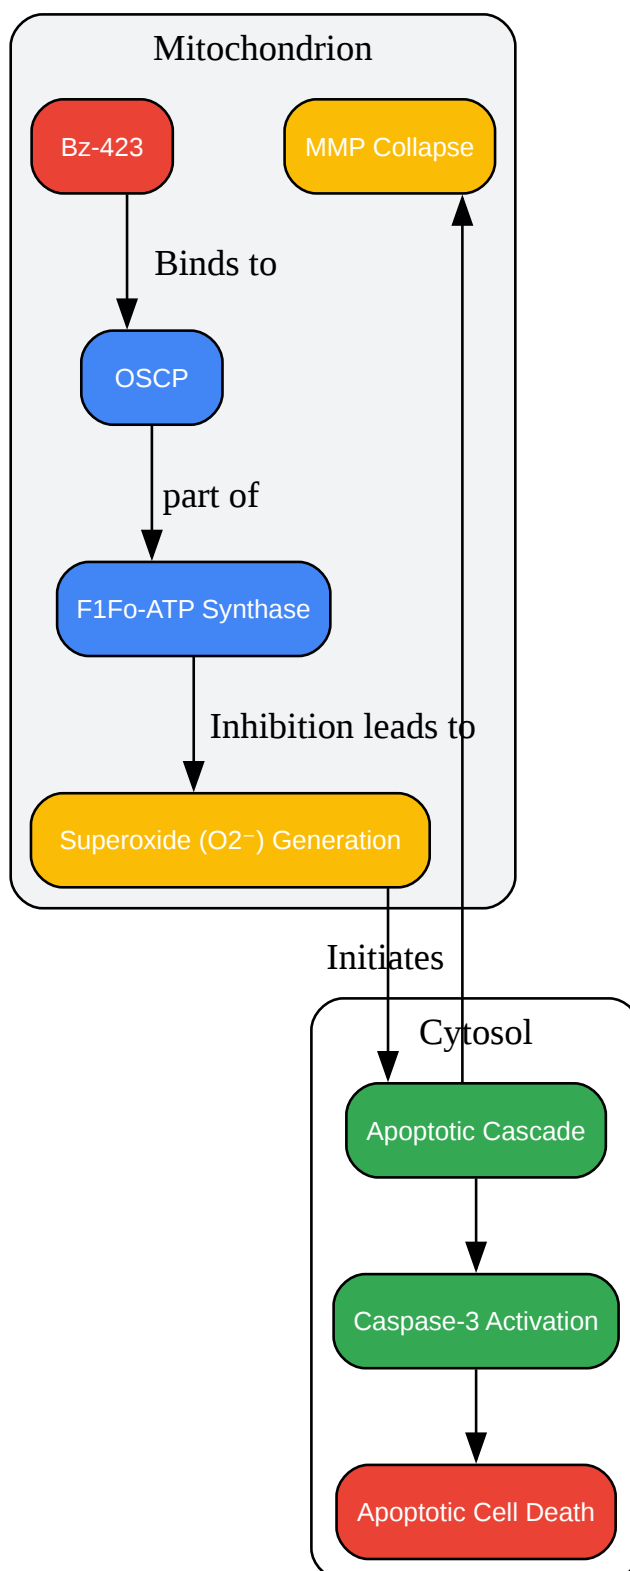 Mitochondrion
Bz-423
MMP Collapse
Binds to
OSCP
part of
F1Fo-ATP Synthase
Inhibition leads to
Superoxide (O2⁻) Generation
Initiates
Cytosol
Apoptotic Cascade
Caspase-3 Activation
Apoptotic Cell Death